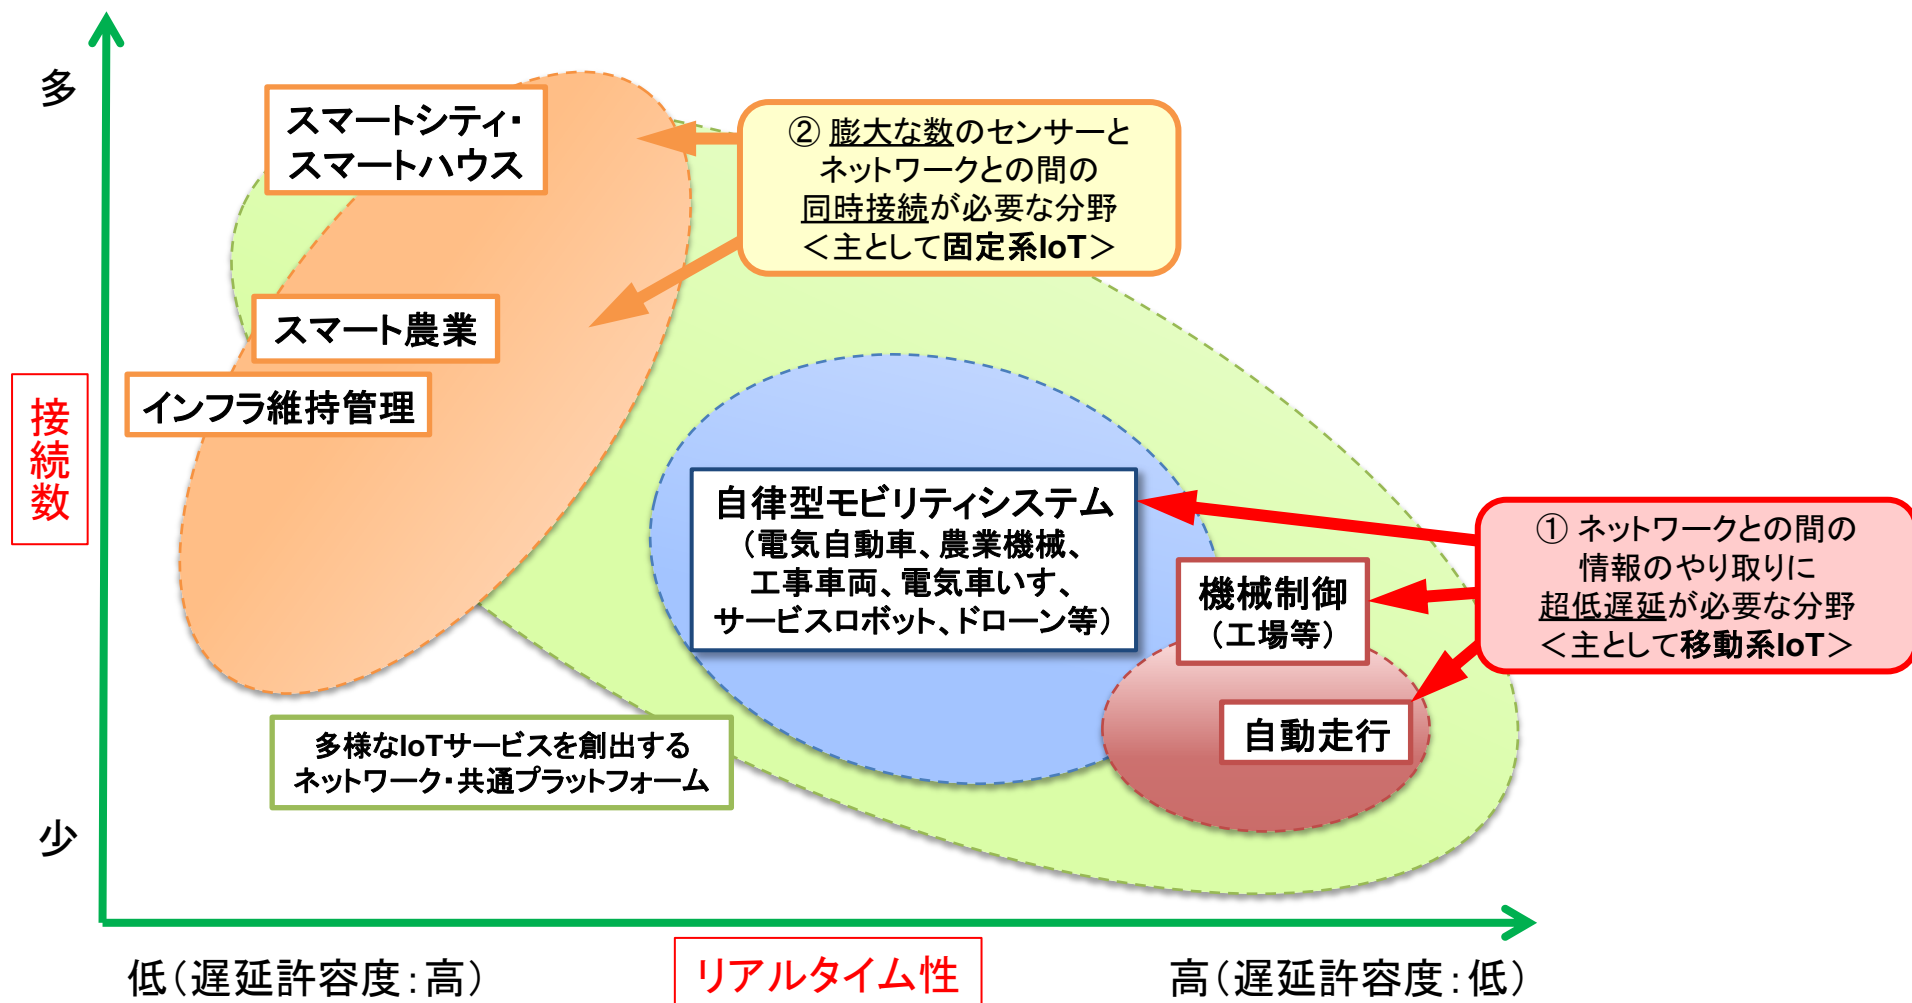 多
スマートシティ・
スマートハウス
② 膨大な数のセンサーと
ネットワークとの間の
同時接続が必要な分野
＜主として固定系IoT＞
スマート農業
インフラ維持管理
接続数
自律型モビリティシステム
（電気自動車、農業機械、
工事車両、電気車いす、
サービスロボット、ドローン等）
機械制御
（工場等）
① ネットワークとの間の
情報のやり取りに
超低遅延が必要な分野
＜主として移動系IoT＞
自動走行
多様なIoTサービスを創出する
ネットワーク・共通プラットフォーム
少
低（遅延許容度：高）
リアルタイム性
高（遅延許容度：低）